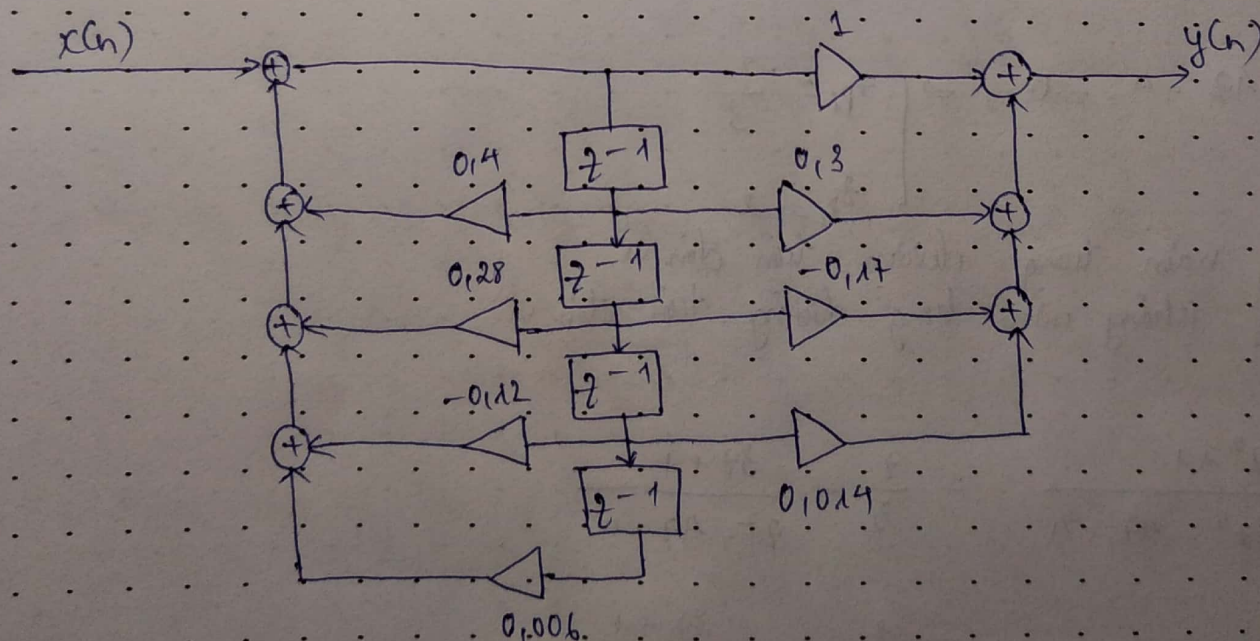 x(n)
1
y(n)
+
+
z⁻¹
0,4
0,3
+
+
z⁻¹
0,28
-0,17
+
+
z⁻¹
-0,12
+
0,014
z⁻¹
0,006